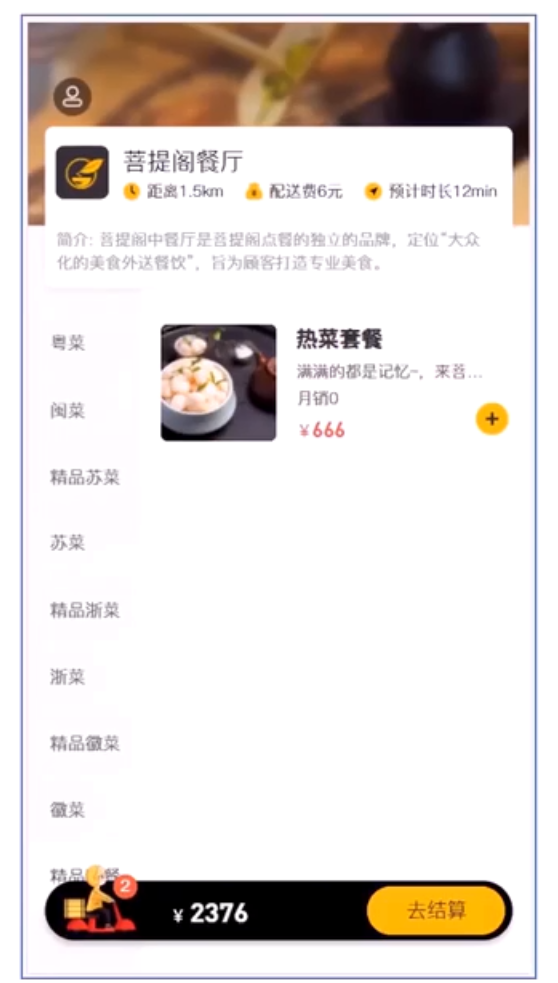 菩提阁餐厅
距离1.5km 配送费6元 预计时长12min
简介: 菩提阁中餐厅是菩提阁点餐的独立的品牌，定位“大众
化的美食外送餐饮”，旨为顾客打造专业美食。
粤菜
热菜套餐
满满的都是记忆~，来菩...
月销0
¥666
闽菜
精品苏菜
苏菜
精品浙菜
浙菜
精品徽菜
徽菜
精品 餐
2
¥ 2376
去结算